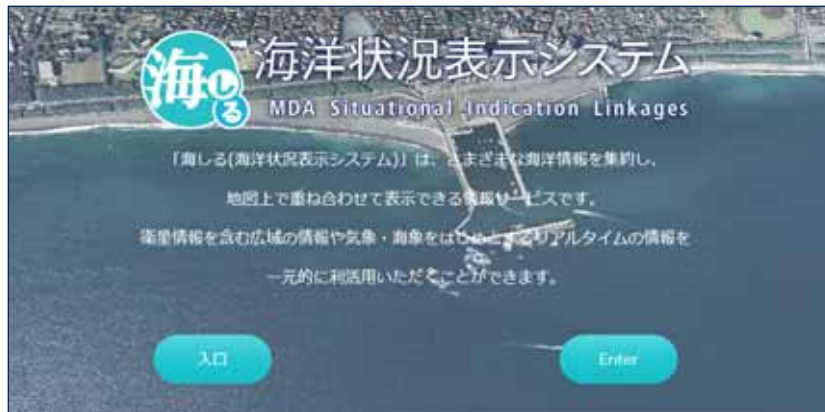 海しる
海洋状況表示システム
MDA Situational Indication Linkages
「海しる(海洋状況表示システム)」は、さまざまな海洋情報を集約し、
地図上で重ね合わせて表示できる情報サービスです。
衛星情報を含む広域の情報や気象・海象をはじめとするリアルタイムの情報を
一元的に利活用いただくことができます。
入口
Enter